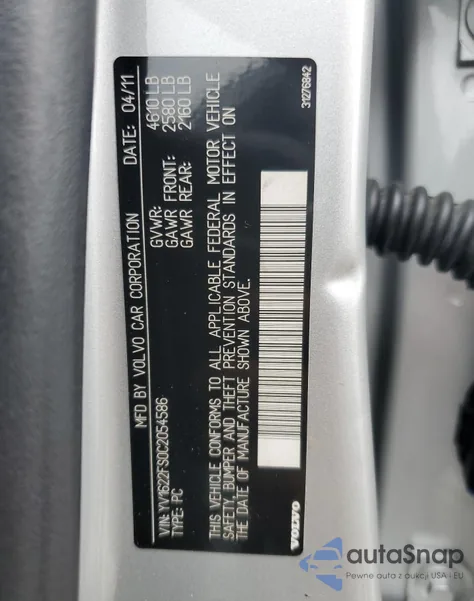 MFD BY VOLVO CAR CORPORATION DATE: 04/11
GVWR: 4610 LB
GAWR FRONT: 2580 LB
GAWR REAR: 2160 LB
VIN: YV1622FS0C2054586
TYPE: PC
THIS VEHICLE CONFORMS TO ALL APPLICABLE FEDERAL MOTOR VEHICLE
SAFETY, BUMPER AND THEFT PREVENTION STANDARDS IN EFFECT ON
THE DATE OF MANUFACTURE SHOWN ABOVE.
VOLVO
31276842
autoSnap
Pewne auta z aukcji USA i EU